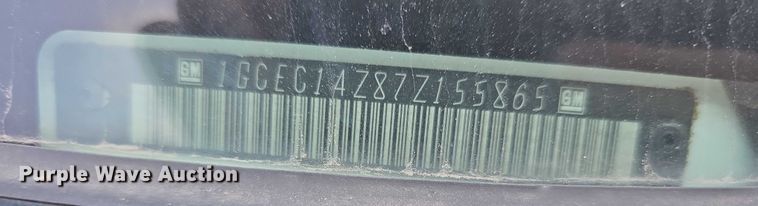 GM 1GCEC14Z87Z155865 GM
Purple Wave Auction